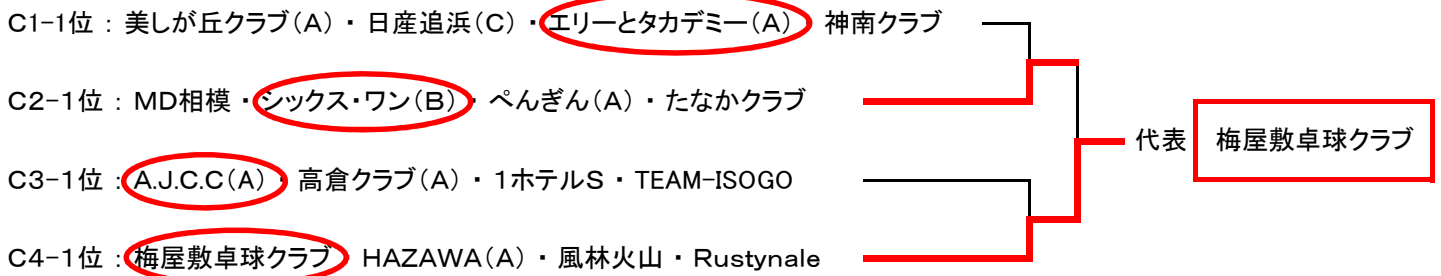 C1-1位 : 美しが丘クラブ(A) ・ 日産追浜(C) ・ エリーとタカデミー(A) 神南クラブ
C2-1位 : MD相模 ・ シックス・ワン(B) ・ ぺんぎん(A) ・ たなかクラブ
代表 梅屋敷卓球クラブ
C3-1位 : A.J.C.C(A) ・ 高倉クラブ(A) ・ 1ホテルS ・ TEAM-ISOGO
C4-1位 : 梅屋敷卓球クラブ HAZAWA(A) ・ 風林火山 ・ Rustynale